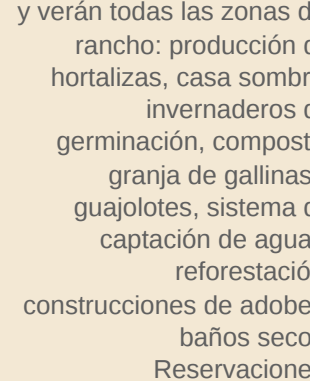 y verán todas las zonas d
rancho: producción d
hortalizas, casa sombr
invernaderos d
germinación, compost
granja de gallinas
guajolotes, sistema d
captación de agua
reforestació
construcciones de adobe
baños seco
Reservacione